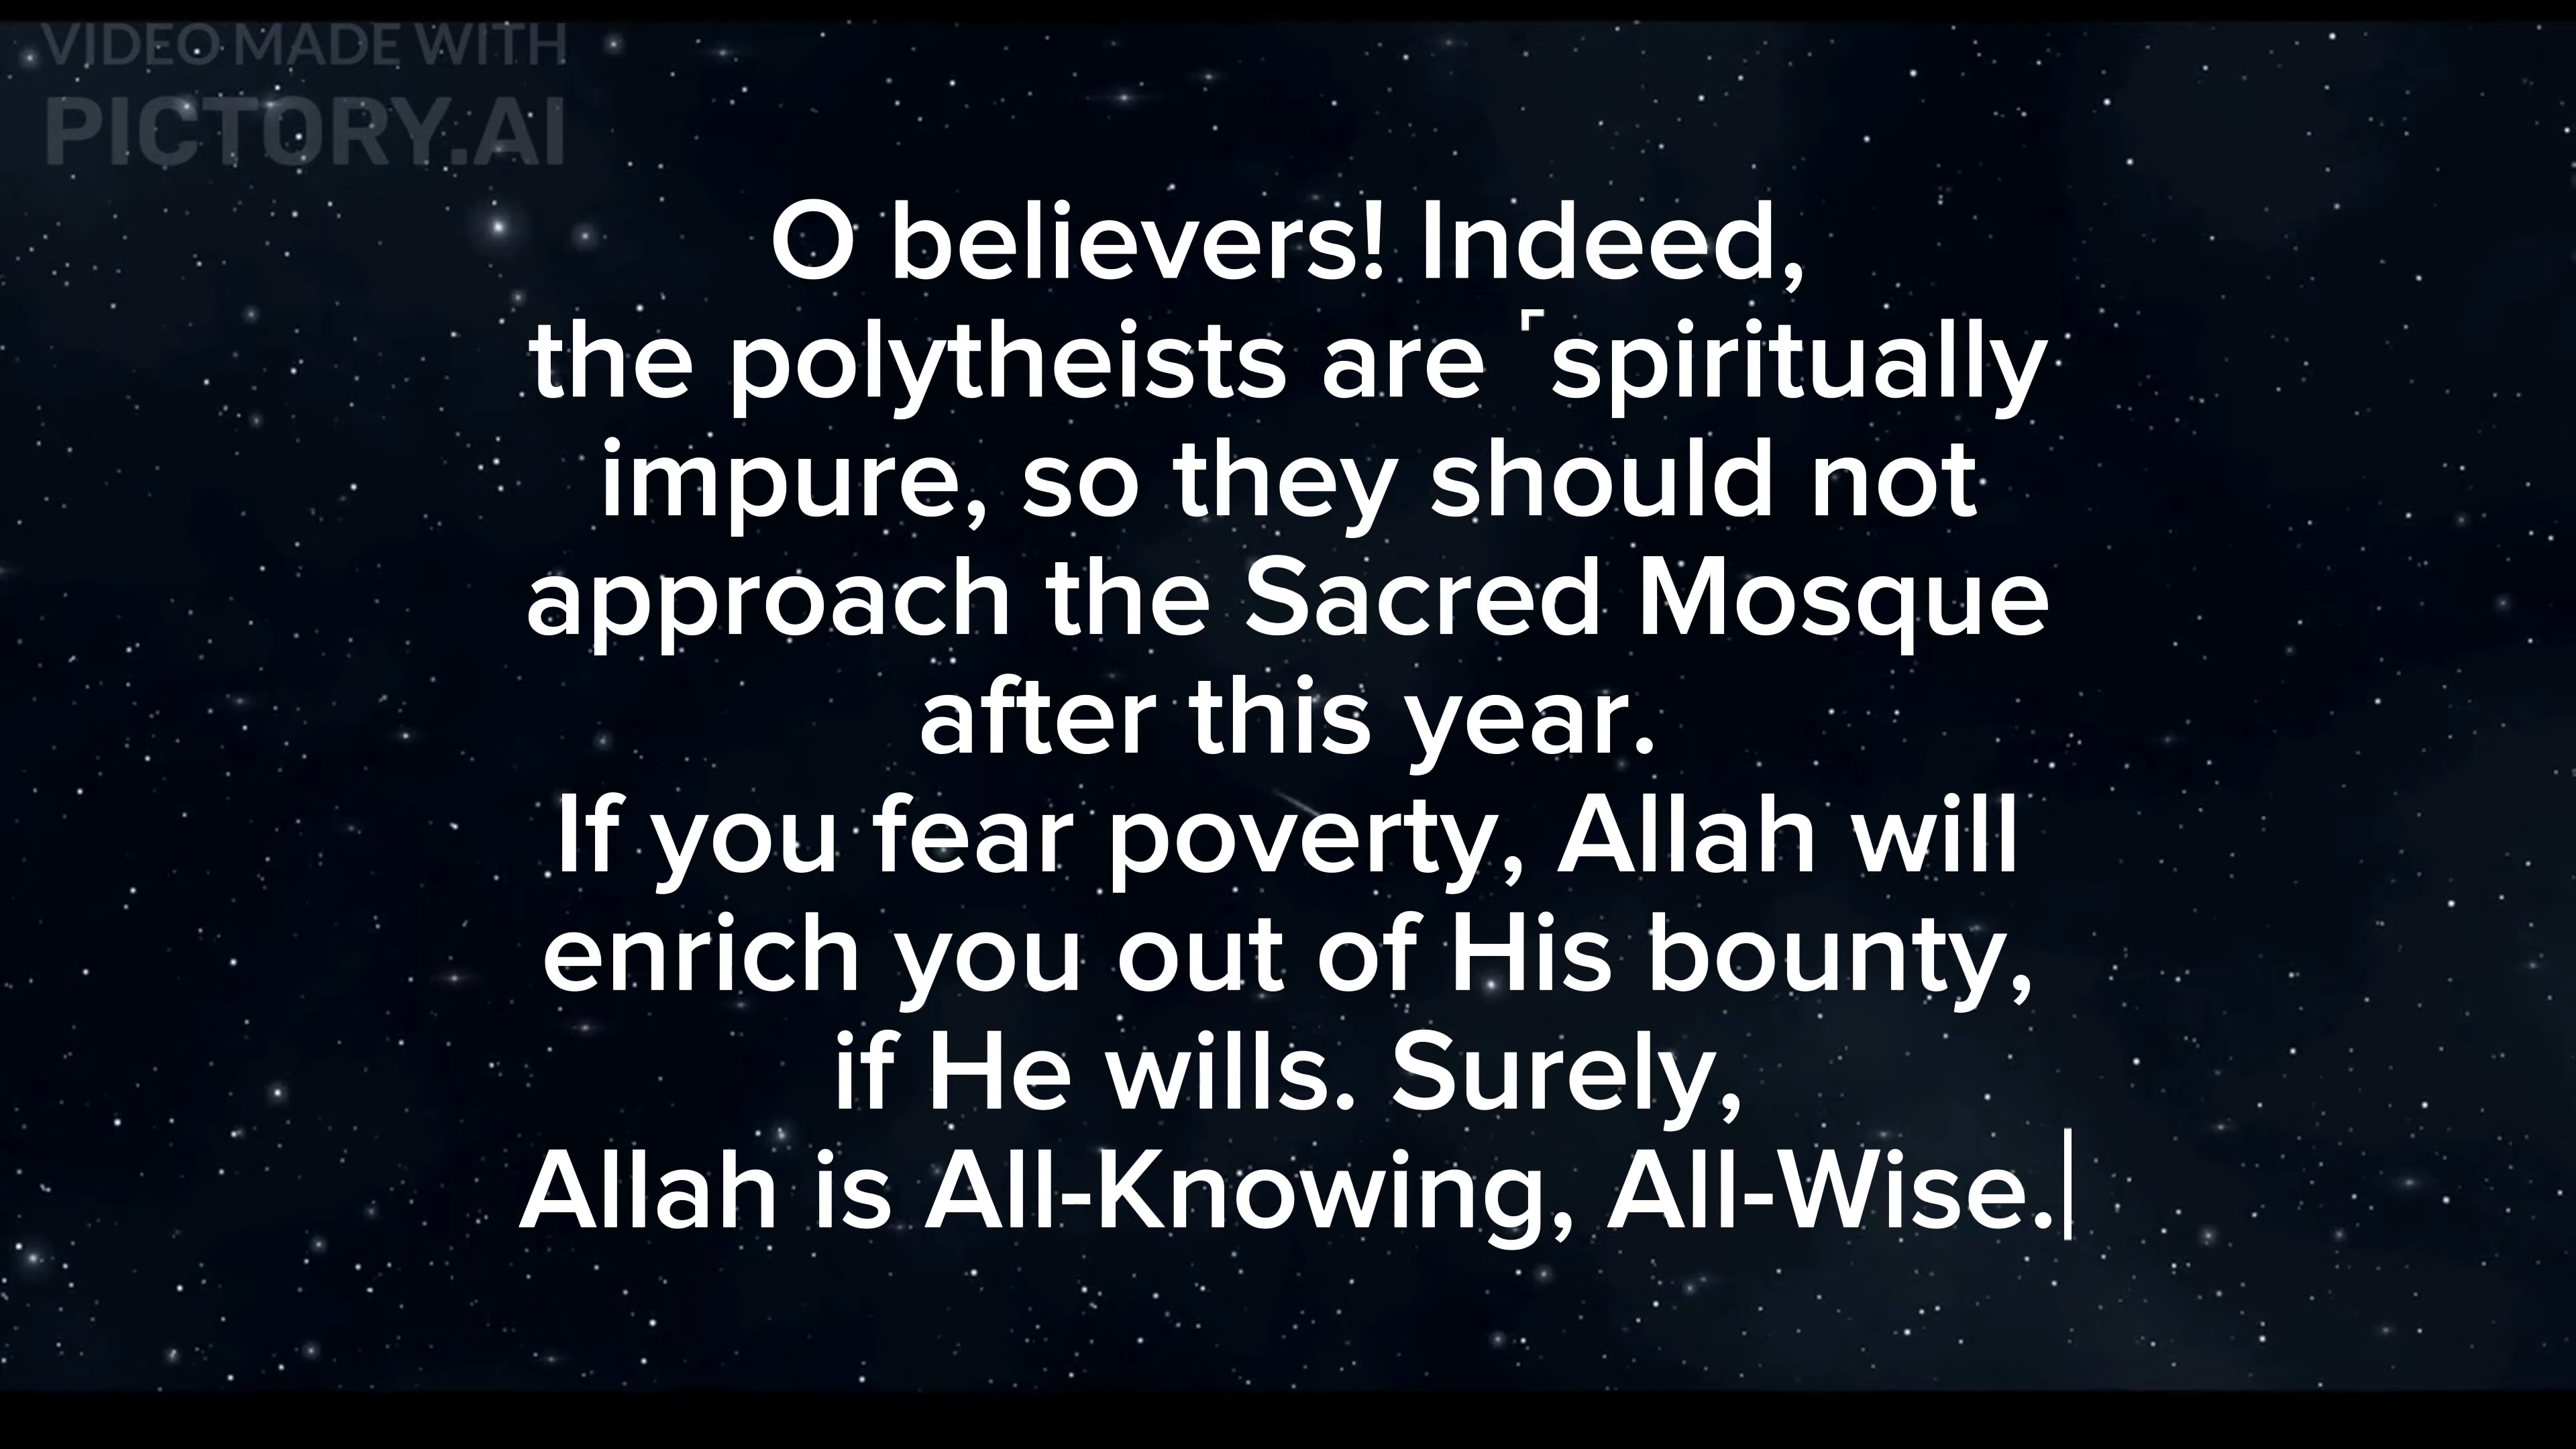 VIDEO MADE WITH
PICTORY.AI
O believers! Indeed,
the polytheists are ⸢spiritually
impure, so they should not
approach the Sacred Mosque
after this year.
If you fear poverty, Allah will
enrich you out of His bounty,
if He wills. Surely,
Allah is All-Knowing, All-Wise.